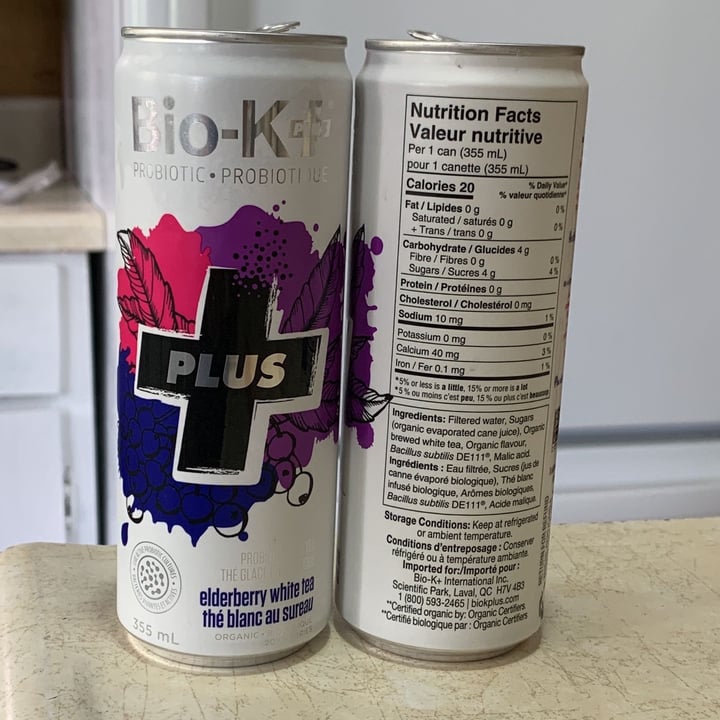 Bio-K+
PROBIOTIC • PROBIOTIQUE
PLUS
PROB
THÉ GLAC
elderberry white tea
thé blanc au sureau
ORGANIC
355 mL
Nutrition Facts
Valeur nutritive
Per 1 can (355 mL)
pour 1 canette (355 mL)
Calories 20
% Daily Value*
% valeur quotidienne*
Fat / Lipides 0 g 0%
Saturated / saturés 0 g
+ Trans / trans 0 g 0%
Carbohydrate / Glucides 4 g
Fibre / Fibres 0 g 0%
Sugars / Sucres 4 g 4%
Protein / Protéines 0 g
Cholesterol / Cholestérol 0 mg
Sodium 10 mg 1%
Potassium 0 mg 0%
Calcium 40 mg 3%
Iron / Fer 0.1 mg 1%
*5% or less is a little, 15% or more is a lot
*5% ou moins c'est peu, 15% ou plus c'est beaucoup
Ingredients: Filtered water, Sugars
(organic evaporated cane juice), Organic
brewed white tea, Organic flavour,
Bacillus subtilis DE111®, Malic acid.
Ingrédients : Eau filtrée, Sucres (jus de
canne évaporé biologique), Thé blanc
infusé biologique, Arômes biologiques,
Bacillus subtilis DE111®, Acide malique.
Storage Conditions: Keep at refrigerated
or ambient temperature.
Conditions d'entreposage : Conserver
réfrigéré ou à température ambiante.
Imported for:/Importé pour :
Bio-K+ International Inc.
Scientific Park, Laval, QC H7V 4B3
1 (800) 593-2465 | biokplus.com
**Certified organic by: Organic Certifiers
**Certifié biologique par : Organic Certifiers
RETURN FOR REFUND